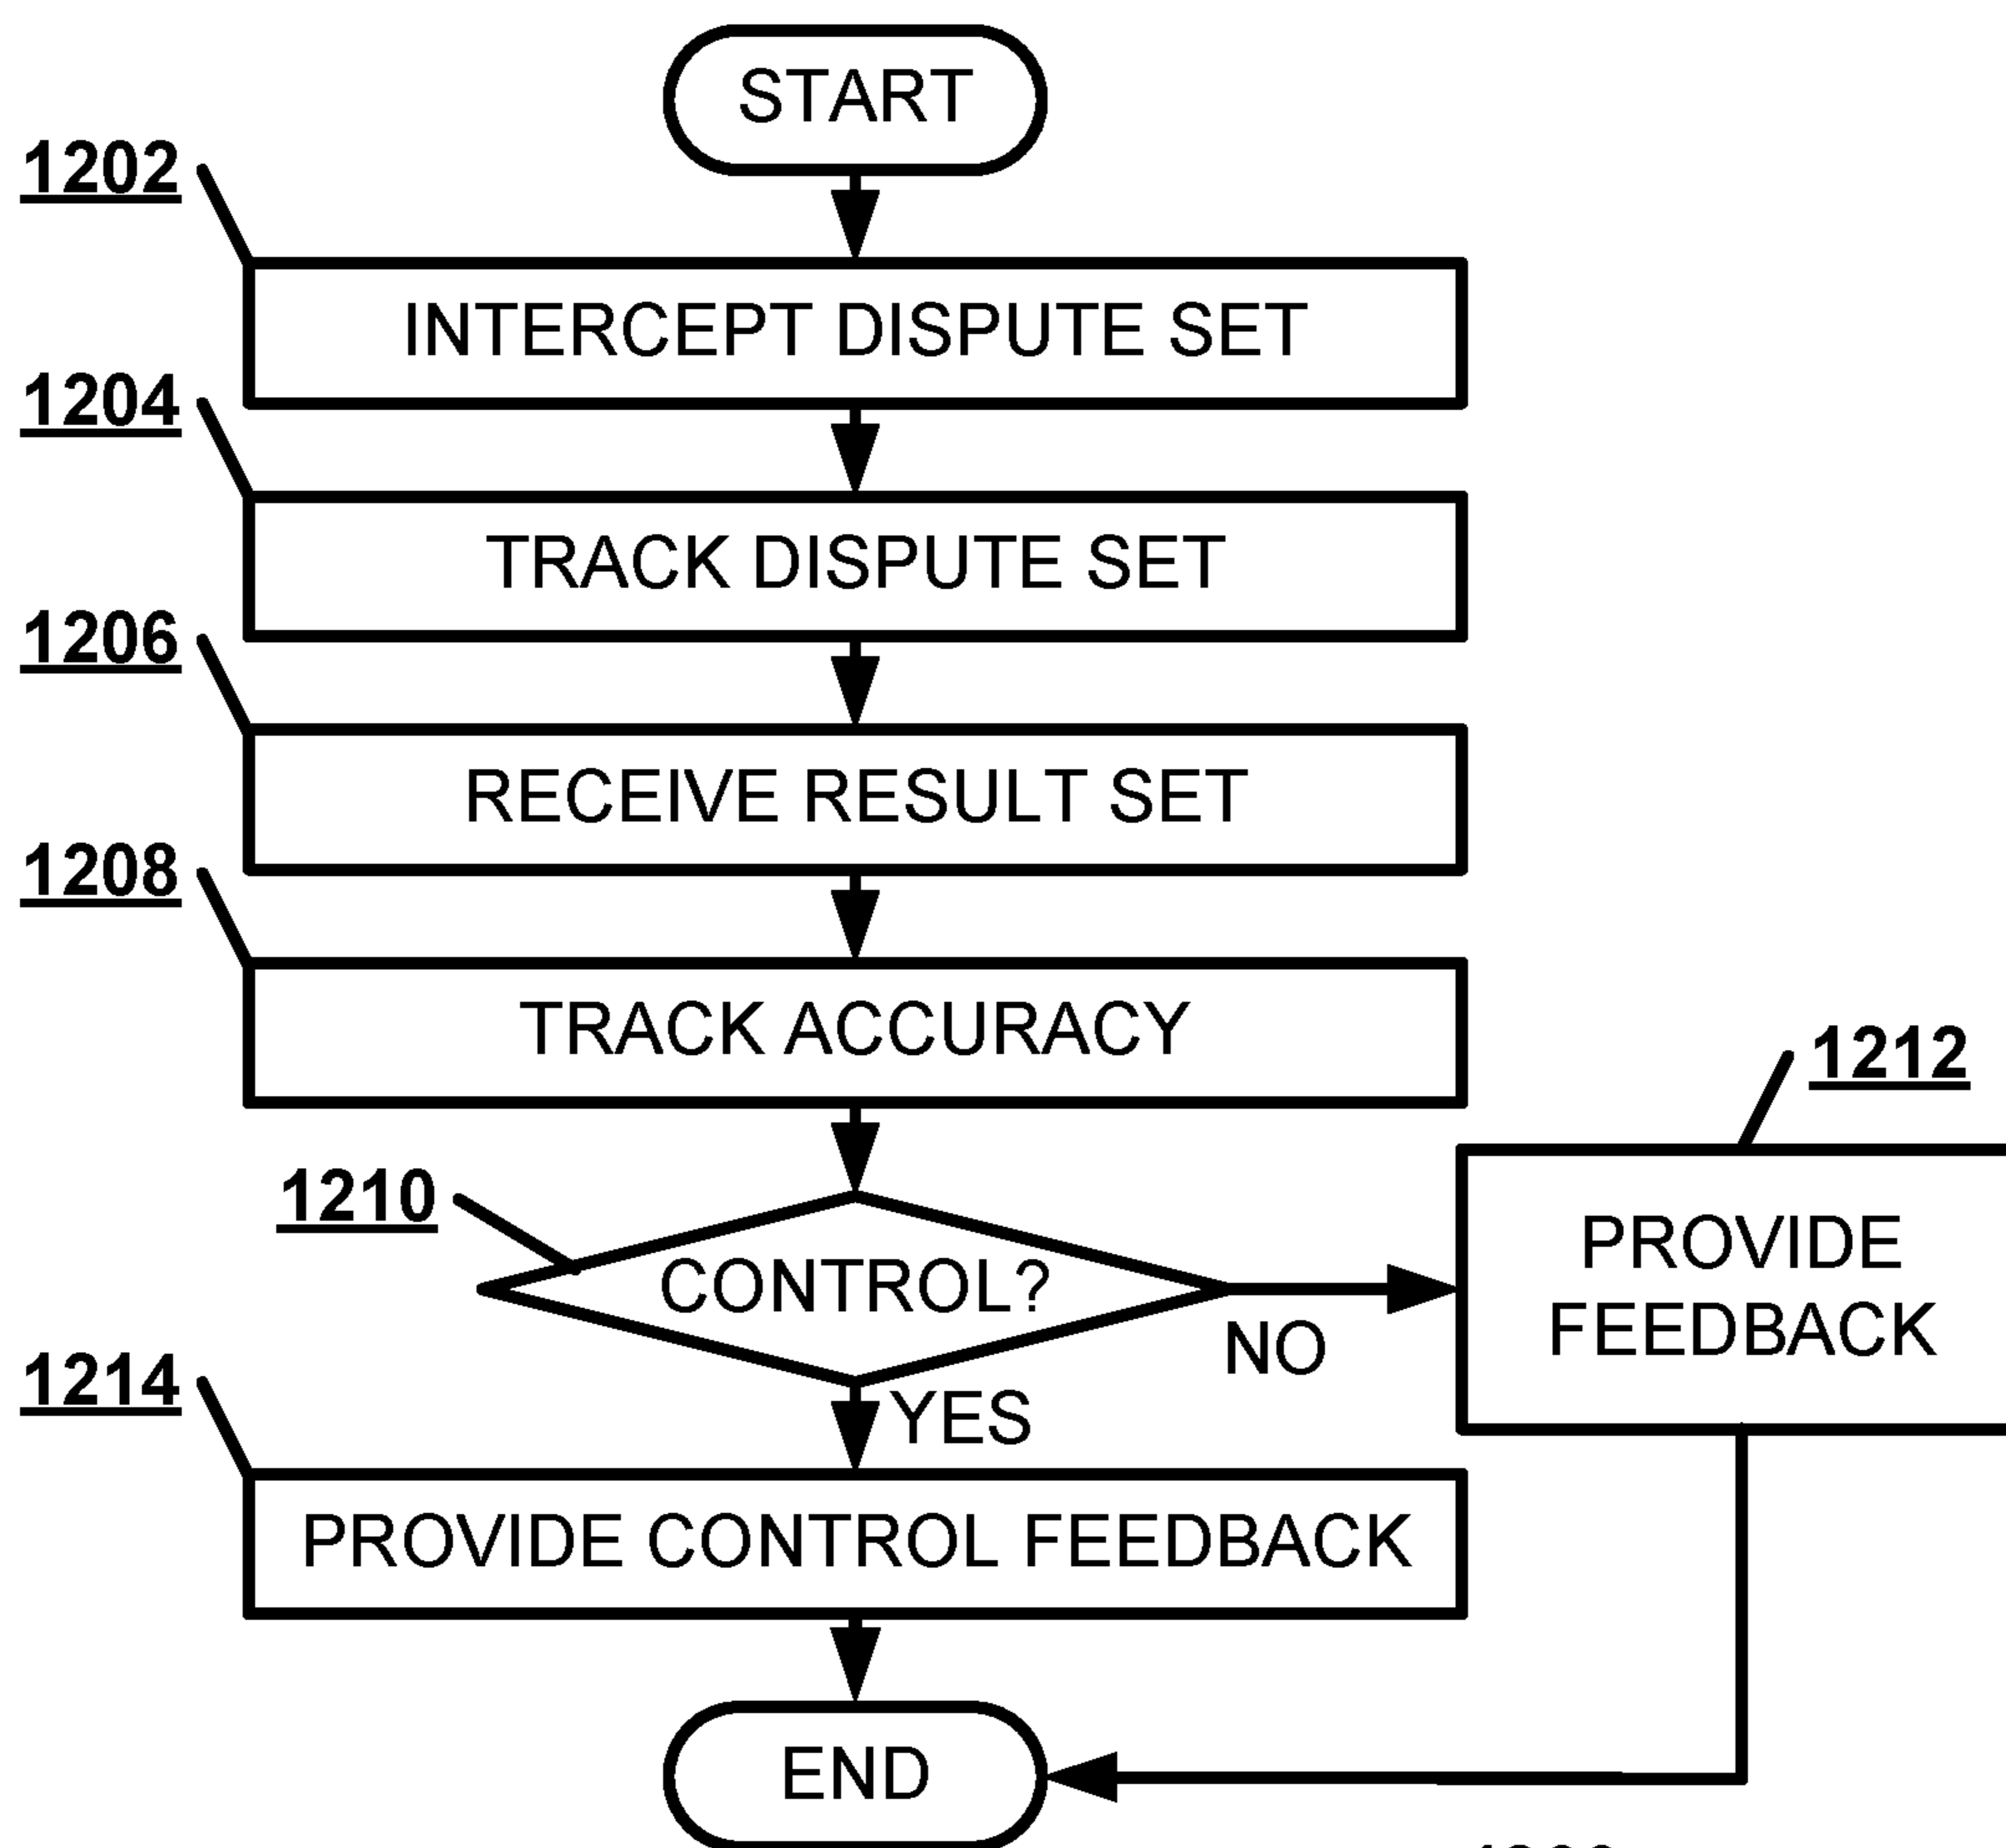 START
1202
INTERCEPT DISPUTE SET
1204
TRACK DISPUTE SET
1206
RECEIVE RESULT SET
1208
TRACK ACCURACY
1212
1210
CONTROL?
PROVIDE
FEEDBACK
NO
1214
YES
PROVIDE CONTROL FEEDBACK
END